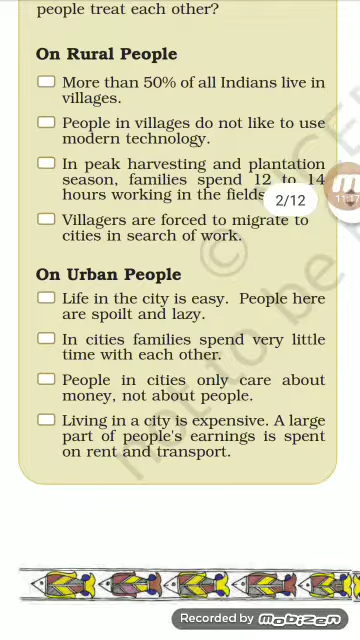 people treat each other?
On Rural People
More than 50% of all Indians live in
villages.
People in villages do not like to use
modern technology.
In peak harvesting and plantation
season, families spend 12 to 14
hours working in the fields
2/12
11:17
Villagers are forced to migrate to
cities in search of work.
On Urban People
Life in the city is easy. People here
are spoilt and lazy.
In cities families spend very little
time with each other.
People in cities only care about
money, not about people.
Living in a city is expensive. A large
part of people's earnings is spent
on rent and transport.
©
not to be
Recorded by mobizen